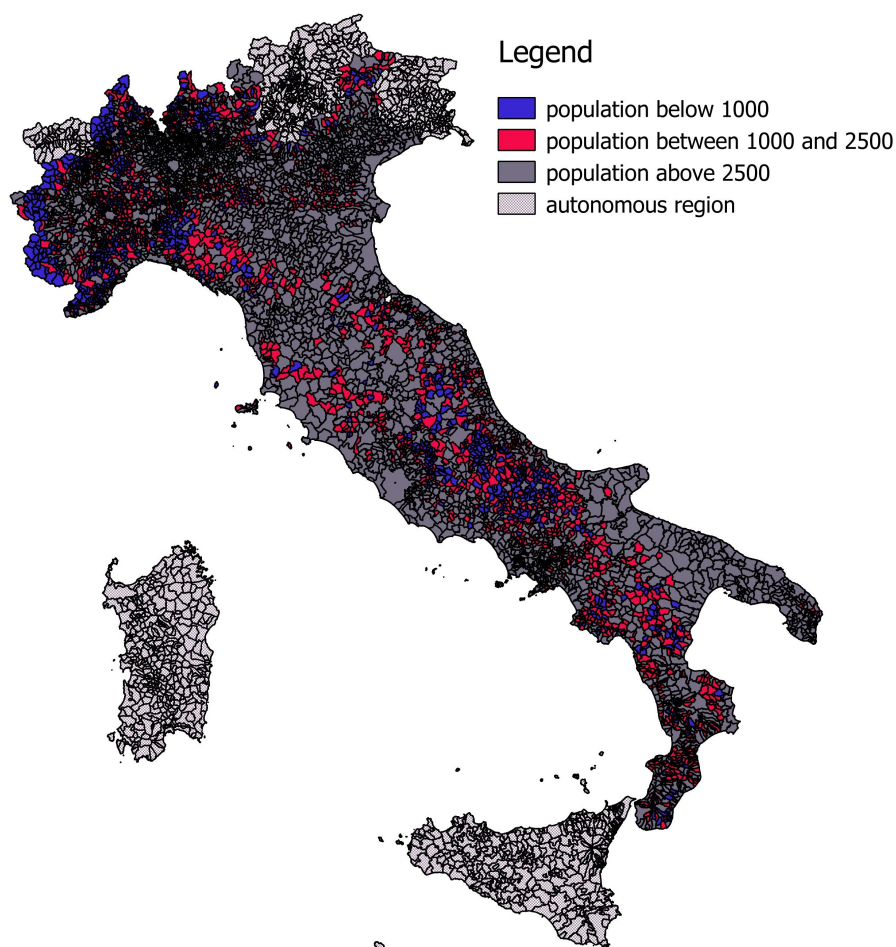 Legend
population below 1000
population between 1000 and 2500
population above 2500
autonomous region